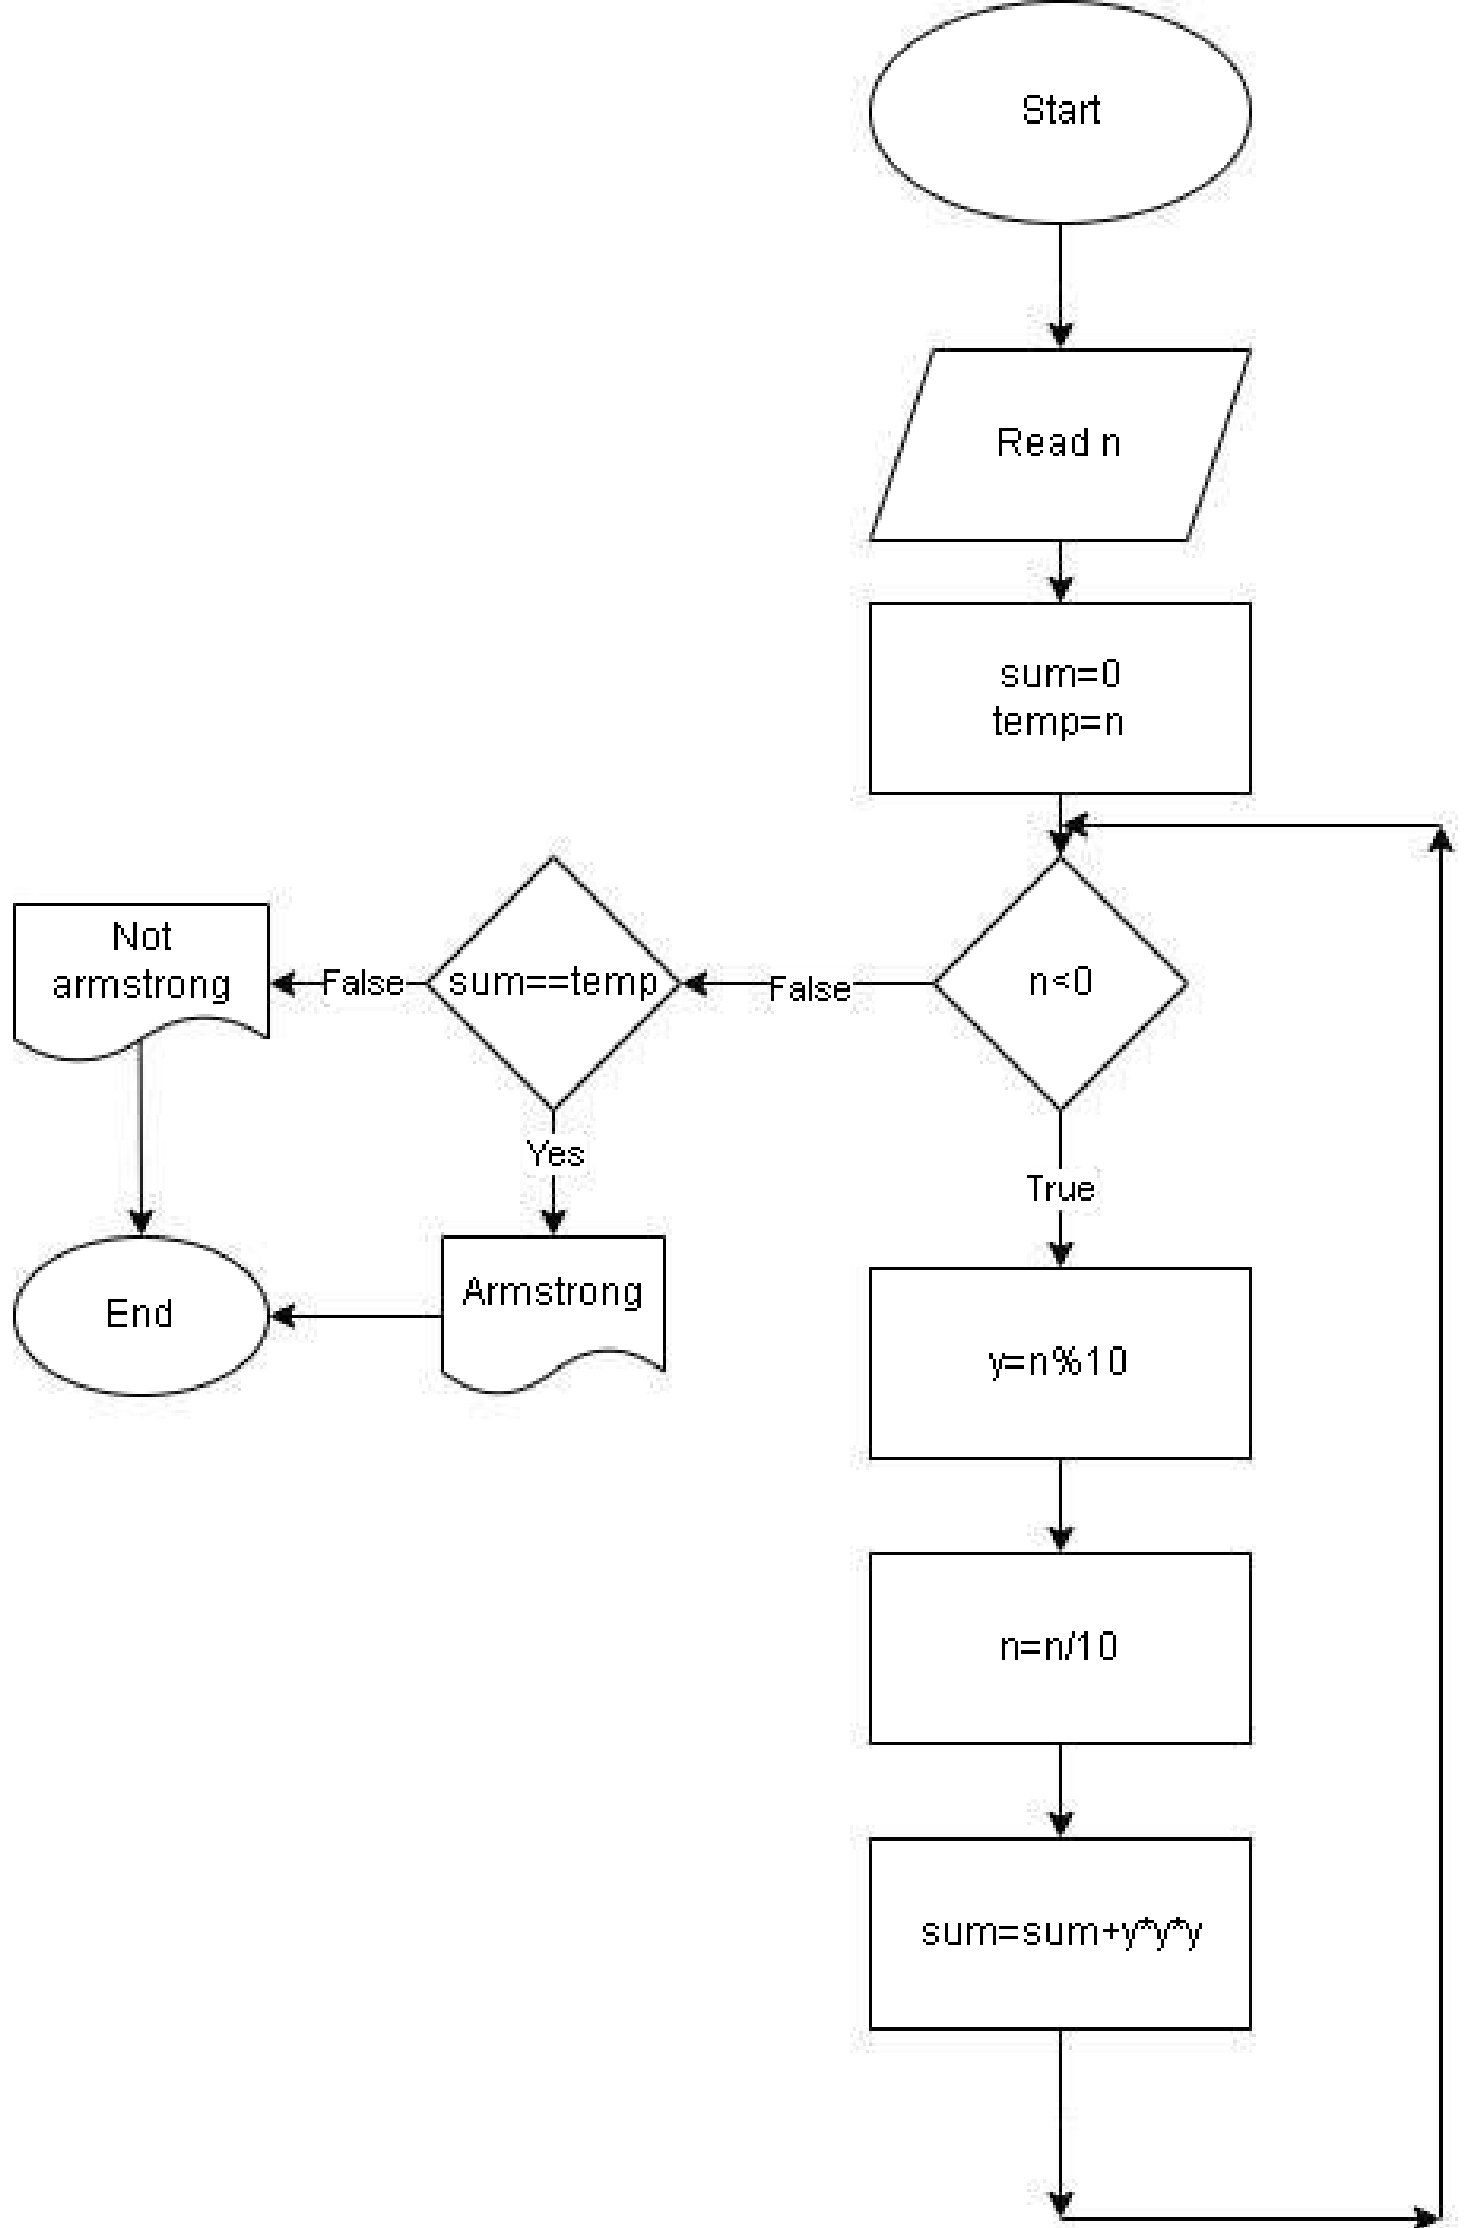 Start
Read n
sum=0
temp=n
n<0
False
sum==temp
False
Not
armstrong
Yes
Armstrong
End
True
y=n%10
n=n/10
sum=sum+y*y*y